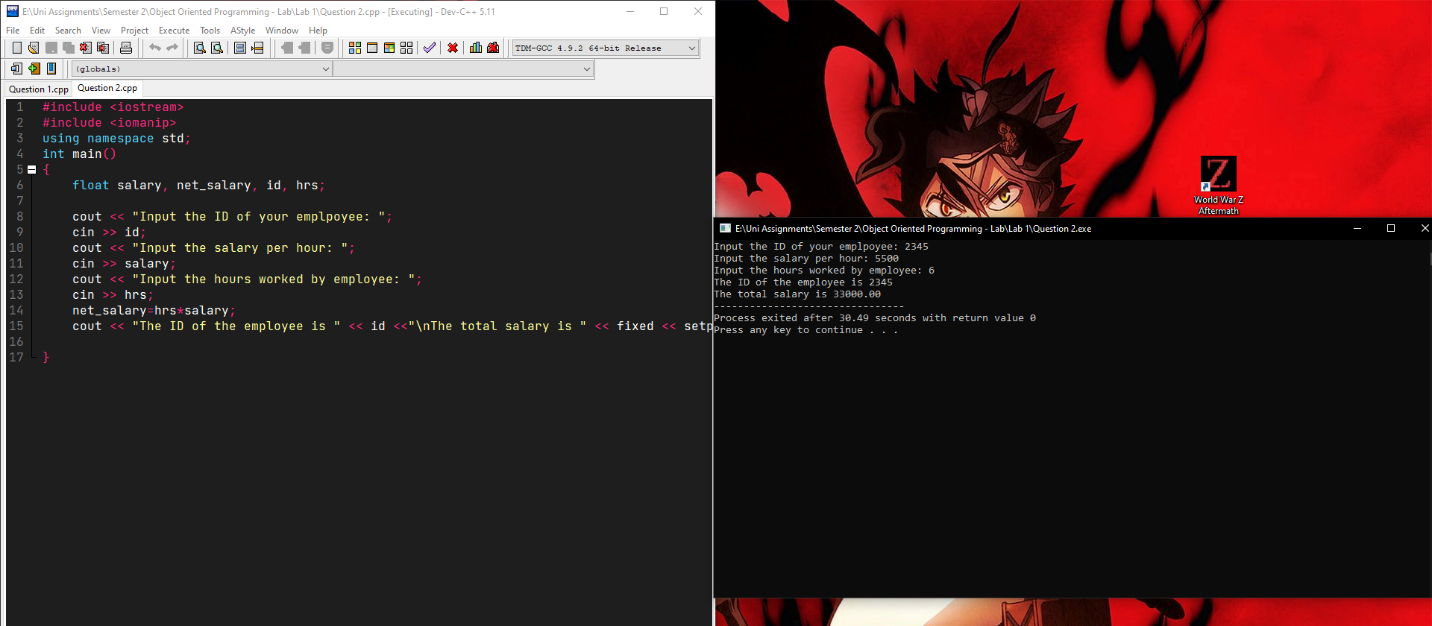 E:\Uni Assignments\Semester 2\Object Oriented Programming - Lab\Lab 1\Question 2.cpp - [Executing] - Dev-C++ 5.11
File Edit Search View Project Execute Tools AStyle Window Help
TDM-GCC 4.9.2 64-bit Release
(globals)
Question 1.cpp Question 2.cpp
1 #include <iostream>
2 #include <iomanip>
3 using namespace std;
4 int main()
5 {
6 float salary, net_salary, id, hrs;
7
8 cout << "Input the ID of your emplpoyee: ";
9 cin >> id;
10 cout << "Input the salary per hour: ";
11 cin >> salary;
12 cout << "Input the hours worked by employee: ";
13 cin >> hrs;
14 net_salary=hrs*salary;
15 cout << "The ID of the employee is " << id <<"\nThe total salary is " << fixed << setp
16
17 }
Z
World War Z
Aftermath
E:\Uni Assignments\Semester 2\Object Oriented Programming - Lab\Lab 1\Question 2.exe
Input the ID of your emplpoyee: 2345
Input the salary per hour: 5500
Input the hours worked by employee: 6
The ID of the employee is 2345
The total salary is 33000.00
--------------------------------
Process exited after 30.49 seconds with return value 0
Press any key to continue . . .